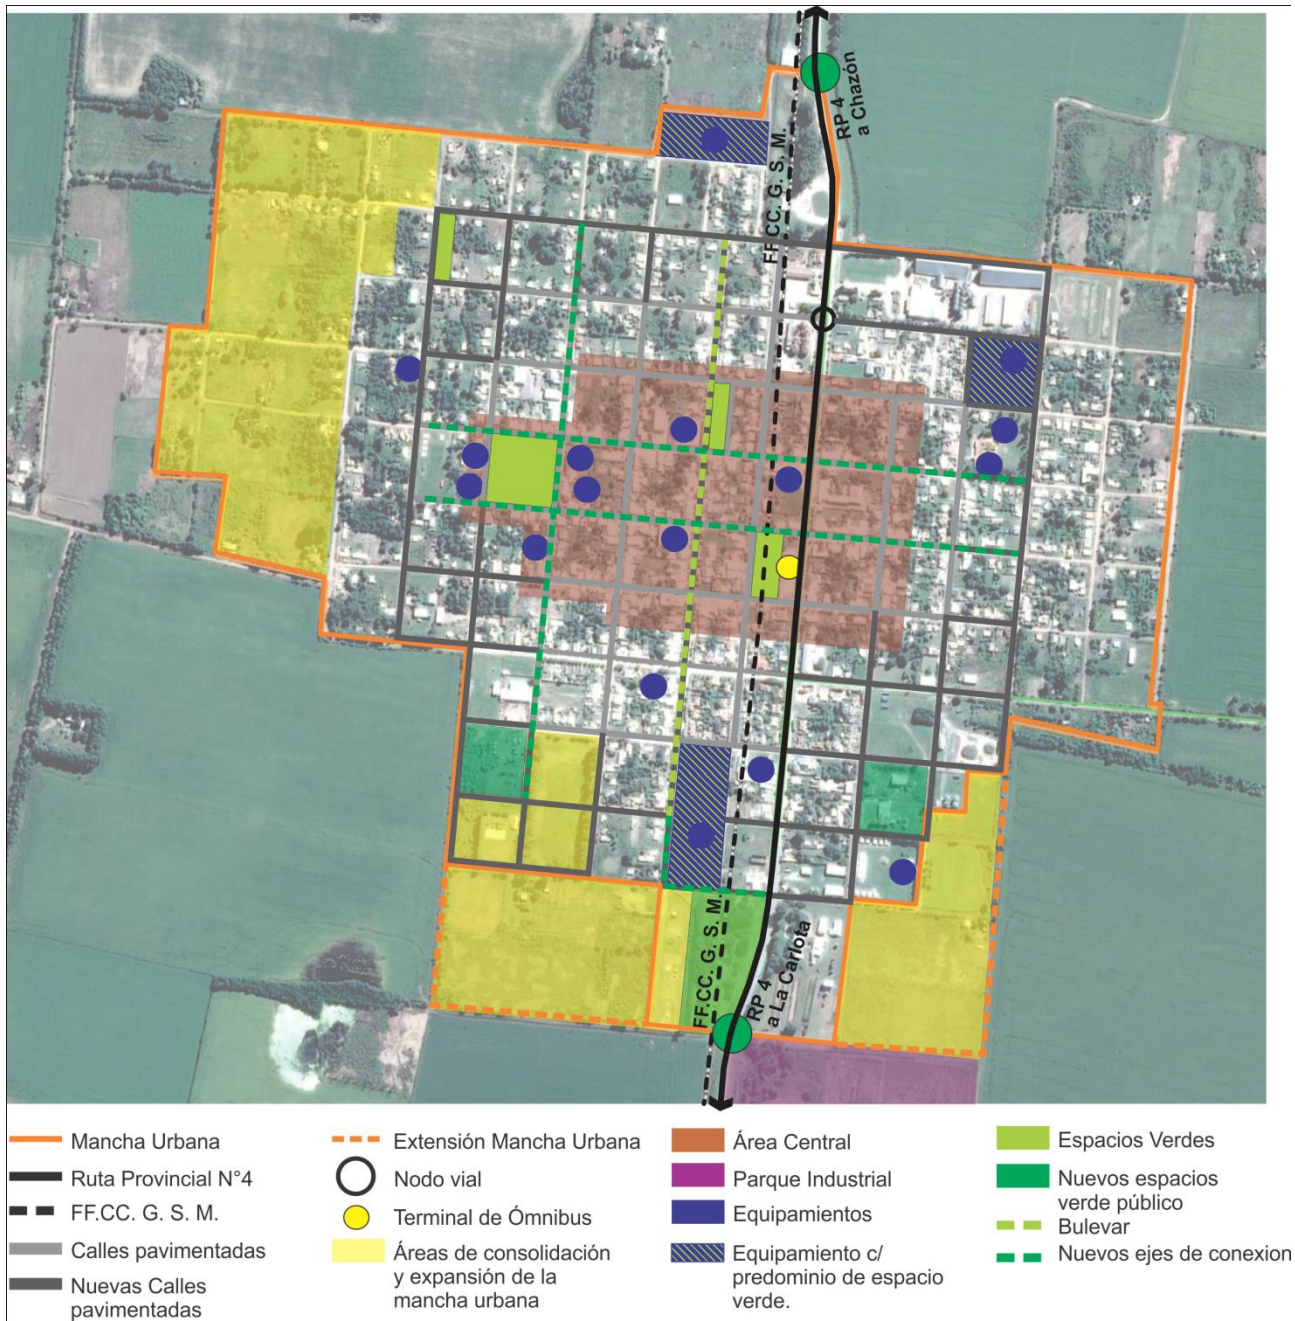 RP 4
a Chazón
FF.CC. G. S. M.
FF.CC. G. S. M.
RP 4
a La Carlota
Mancha Urbana
Ruta Provincial N°4
FF.CC. G. S. M.
Calles pavimentadas
Nuevas Calles
pavimentadas
Extensión Mancha Urbana
Nodo vial
Terminal de Ómnibus
Áreas de consolidación
y expansión de la
mancha urbana
Área Central
Parque Industrial
Equipamientos
Equipamiento c/
predominio de espacio
verde.
Espacios Verdes
Nuevos espacios
verde público
Bulevar
Nuevos ejes de conexion